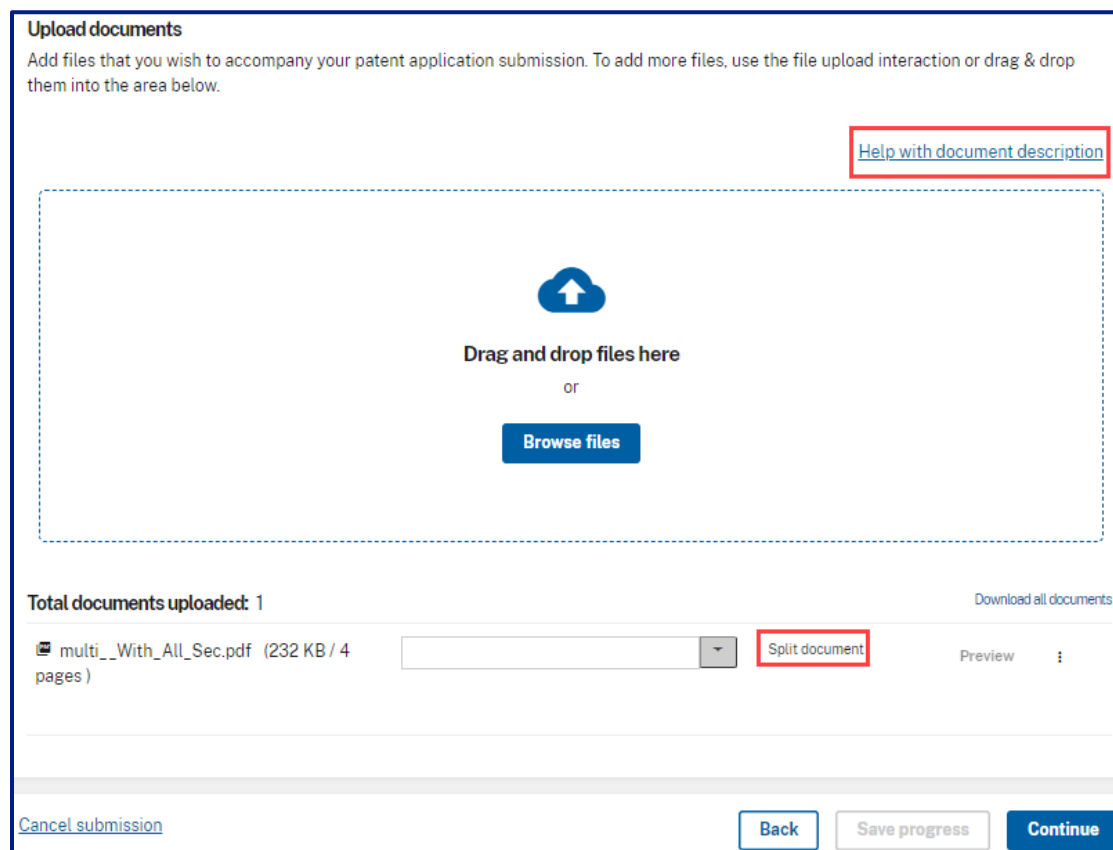 Upload documents
Add files that you wish to accompany your patent application submission. To add more files, use the file upload interaction or drag & drop
them into the area below.
Help with document description
Drag and drop files here
or
Browse files
Total documents uploaded: 1
Download all documents
multi__With_All_Sec.pdf (232 KB / 4
pages )
Split document
Preview
Cancel submission
Back
Save progress
Continue